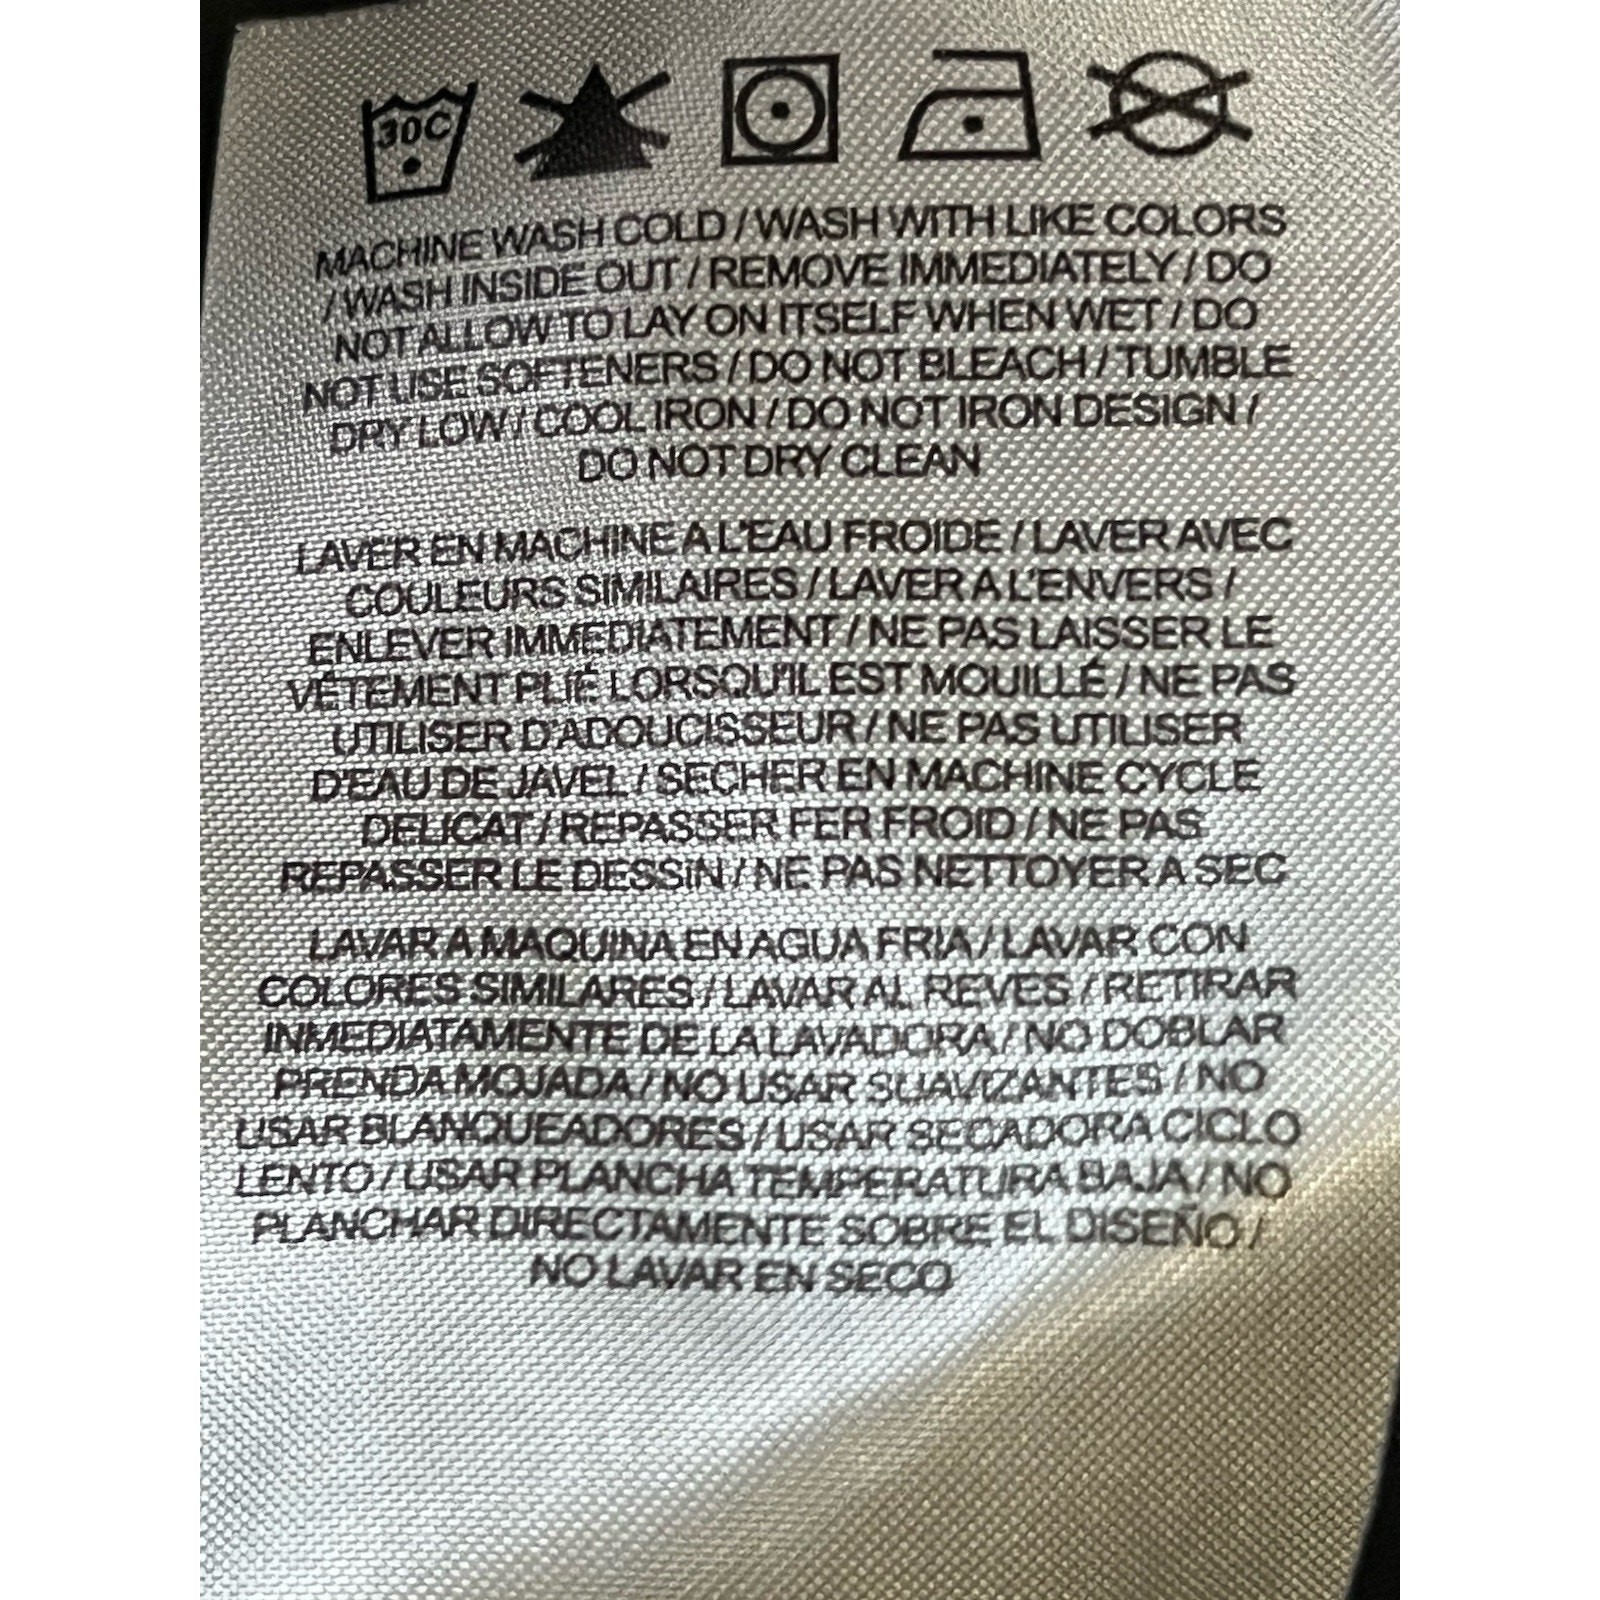 30C
MACHINE WASH COLD / WASH WITH LIKE COLORS
/ WASH INSIDE OUT / REMOVE IMMEDIATELY / DO
NOT ALLOW TO LAY ON ITSELF WHEN WET / DO
NOT USE SOFTENERS / DO NOT BLEACH / TUMBLE
DRY LOW / COOL IRON / DO NOT IRON DESIGN /
DO NOT DRY CLEAN
LAVER EN MACHINE A L'EAU FROIDE / LAVER AVEC
COULEURS SIMILAIRES / LAVER A L'ENVERS /
ENLEVER IMMEDIATEMENT / NE PAS LAISSER LE
VÊTEMENT PLIÉ LORSQU'IL EST MOUILLÉ / NE PAS
UTILISER D'ADOUCISSEUR / NE PAS UTILISER
D'EAU DE JAVEL / SECHER EN MACHINE CYCLE
DELICAT / REPASSER FER FROID / NE PAS
REPASSER LE DESSIN / NE PAS NETTOYER A SEC
LAVAR A MAQUINA EN AGUA FRIA / LAVAR CON
COLORES SIMILARES / LAVAR AL REVES / RETIRAR
INMEDIATAMENTE DE LA LAVADORA / NO DOBLAR
PRENDA MOJADA / NO USAR SUAVIZANTES / NO
USAR BLANQUEADORES / USAR SECADORA CICLO
LENTO / USAR PLANCHA TEMPERATURA BAJA / NO
PLANCHAR DIRECTAMENTE SOBRE EL DISEÑO /
NO LAVAR EN SECO